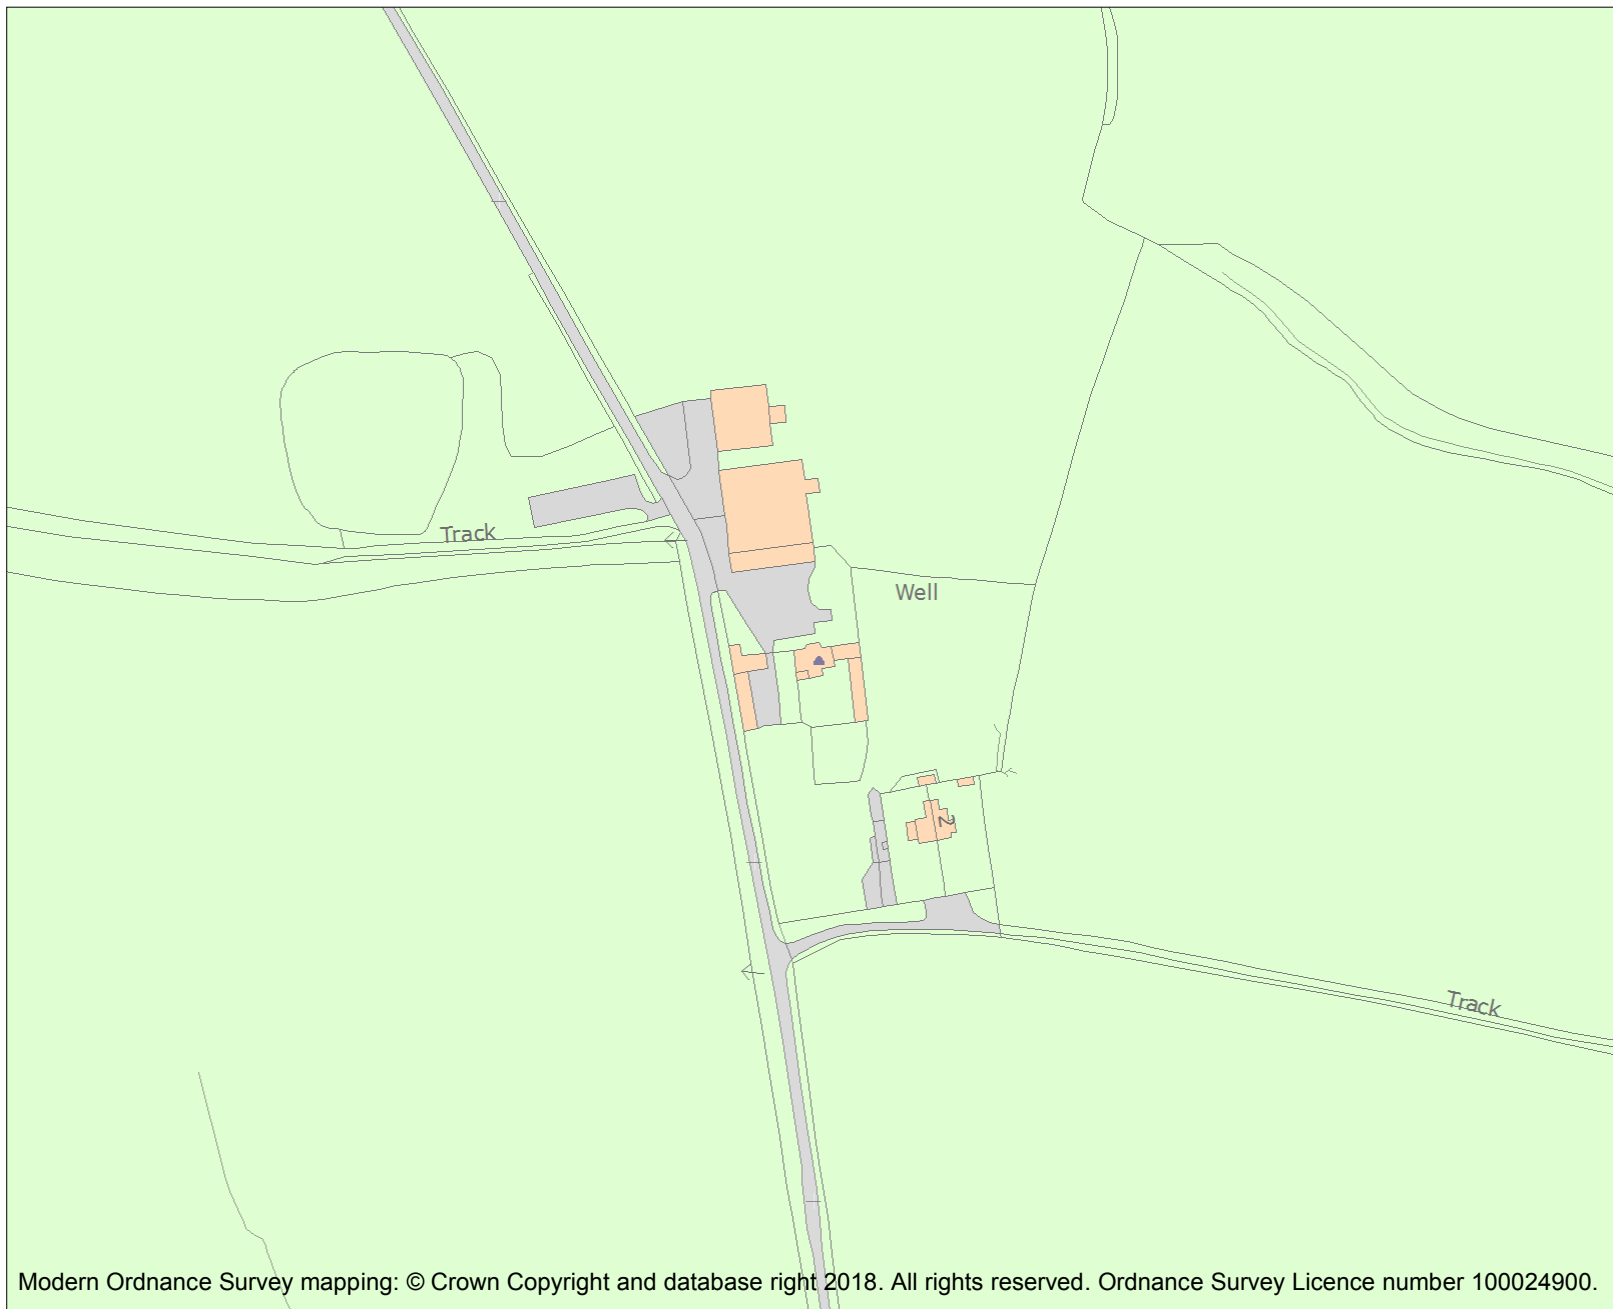 Track
Well
2
Track
Modern Ordnance Survey mapping: © Crown Copyright and database right 2018. All rights reserved. Ordnance Survey Licence number 100024900.